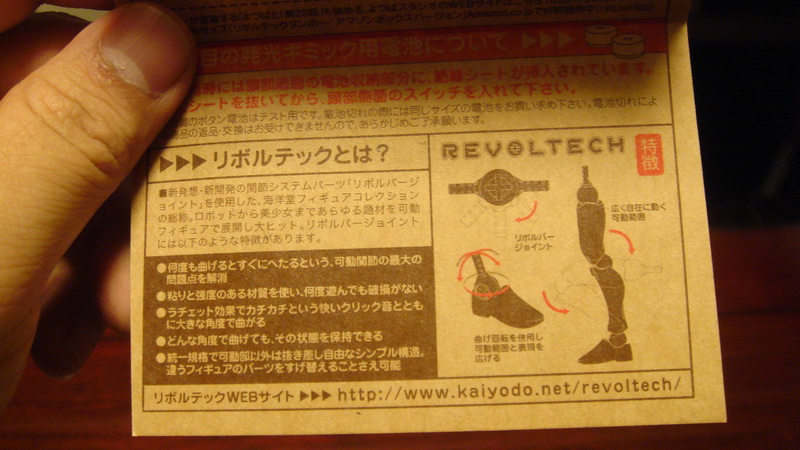 目の発光ギミック用電池について ▶▶▶
時には頭部底面の電池収納部分に、絶縁シートが挿入されています。
シートを抜いてから、頭部側面のスイッチを入れて下さい。
のボタン電池はテスト用です。電池切れの際には同じサイズの電池をお買い求め下さい。電池切れによ
品の返品・交換はお受けできませんので、あらかじめご了承願います。
▶▶▶リボルテックとは?
■新発想・新開発の関節システムパーツ「リボルバージ
ョイント」を使用した、海洋堂フィギュアコレクション
の総称。ロボットから美少女まであらゆる題材を可動
フィギュアで展開し大ヒット。リボルバージョイント
には以下のような特徴があります。
●何度も曲げるとすぐにへたるという、可動関節の最大の
問題点を解消
●粘りと強度のある材質を使い、何度遊んでも破損がない
●ラチェット効果でカチカチという快いクリック音とと
もに大きな角度で曲がる
●どんな角度で曲げても、その状態を保持できる
●統一規格で可動部以外は抜き差し自由なシンプル構造。
違うフィギュアのパーツをすげ替えることさえ可能
REVOLTECH
特徴
リボルバー
ジョイント
広く自在に動く
可動範囲
曲げ回転を併用し
可動範囲と表現を
広げる
リボルテックWEBサイト ▶▶▶ http://www.kaiyodo.net/revoltech/